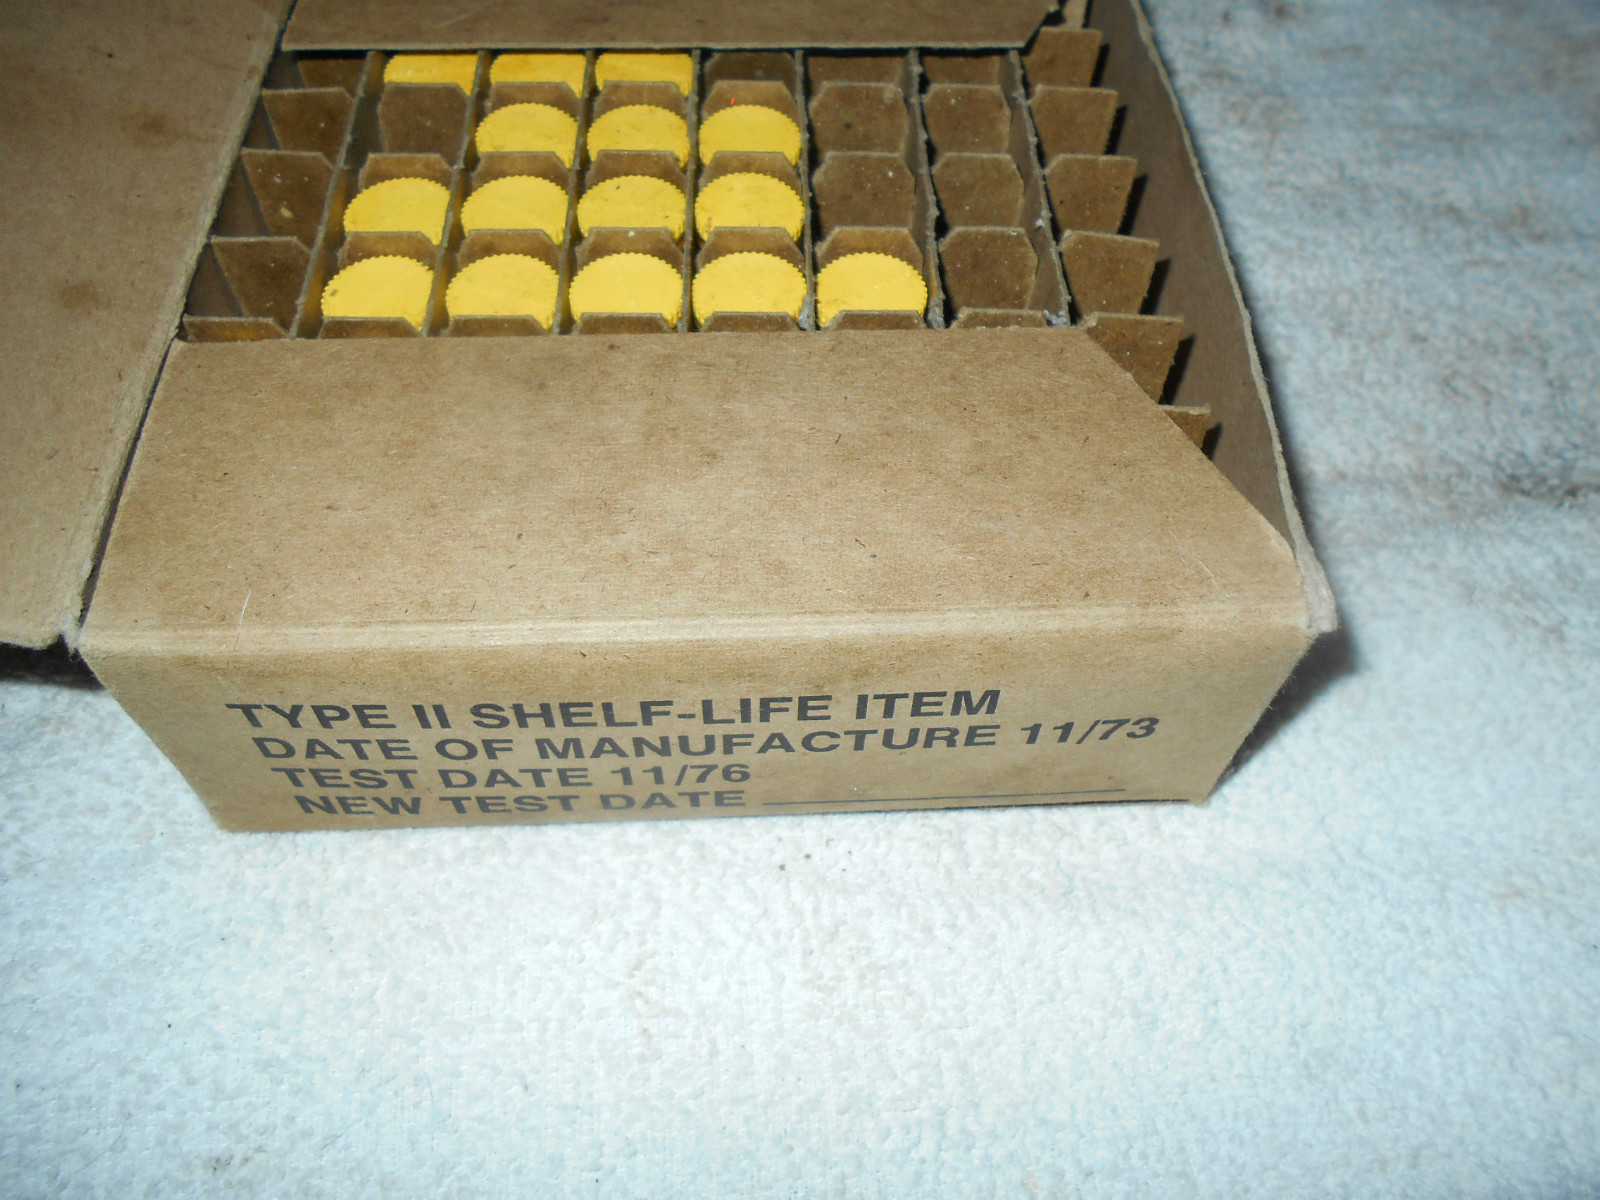 TYPE II SHELF-LIFE ITEM
DATE OF MANUFACTURE 11/73
TEST DATE 11/76
NEW TEST DATE